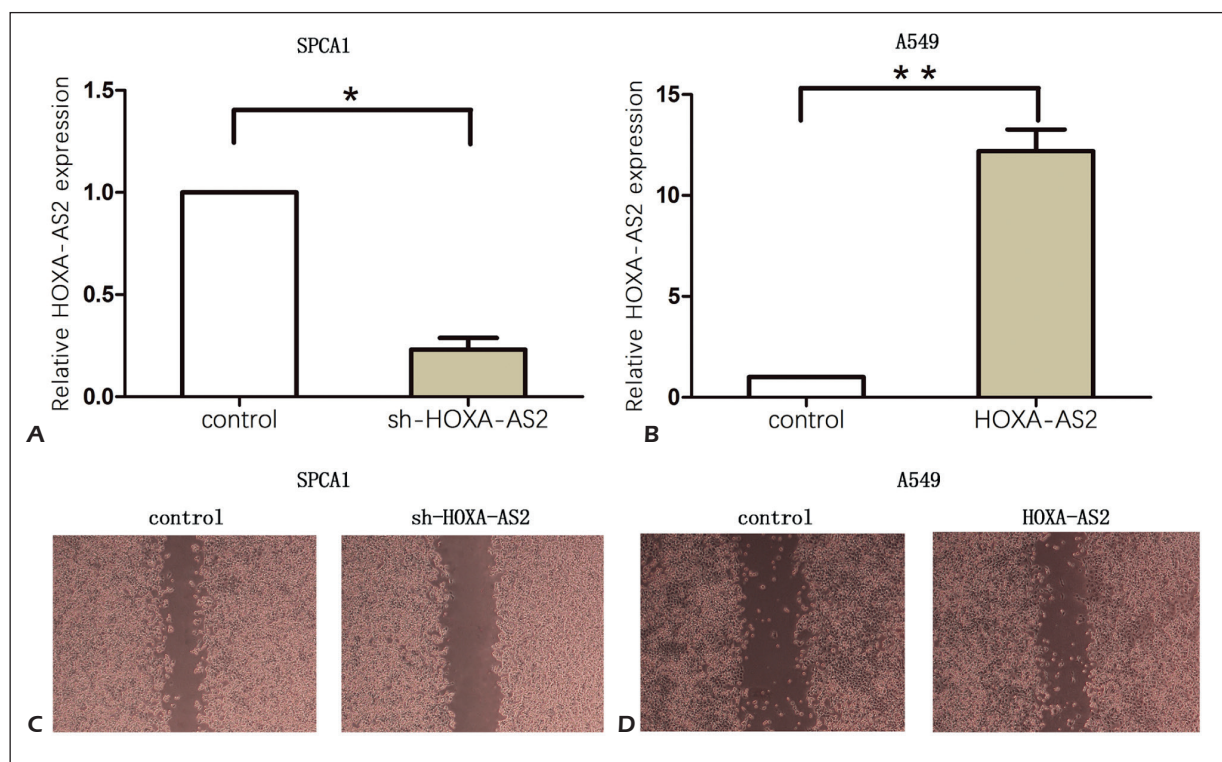 SPCA1
*
Relative HOXA-AS2 expression
1.5
1.0
0.5
0.0
control
sh-HOXA-AS2
A
A549
**
Relative HOXA-AS2 expression
15
10
5
0
control
HOXA-AS2
B
SPCA1
control
sh-HOXA-AS2
C
A549
control
HOXA-AS2
D